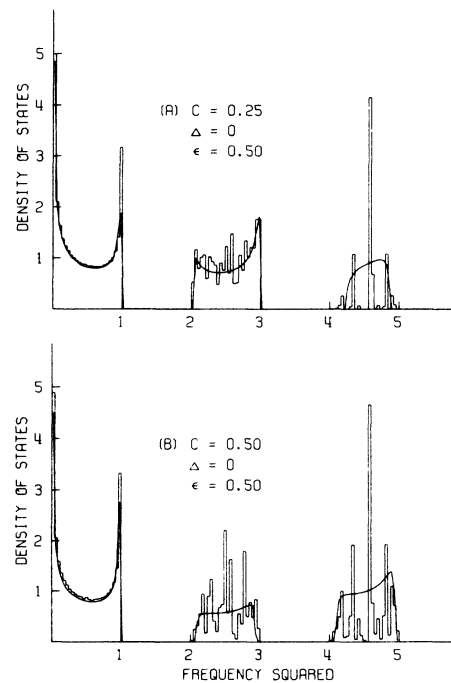 DENSITY OF STATES
5
4
3
2
1
(A) C = 0.25
Δ = 0
ϵ = 0.50
1 2 3 4 5
DENSITY OF STATES
5
4
3
2
1
(B) C = 0.50
Δ = 0
ϵ = 0.50
1 2 3 4 5
FREQUENCY SQUARED